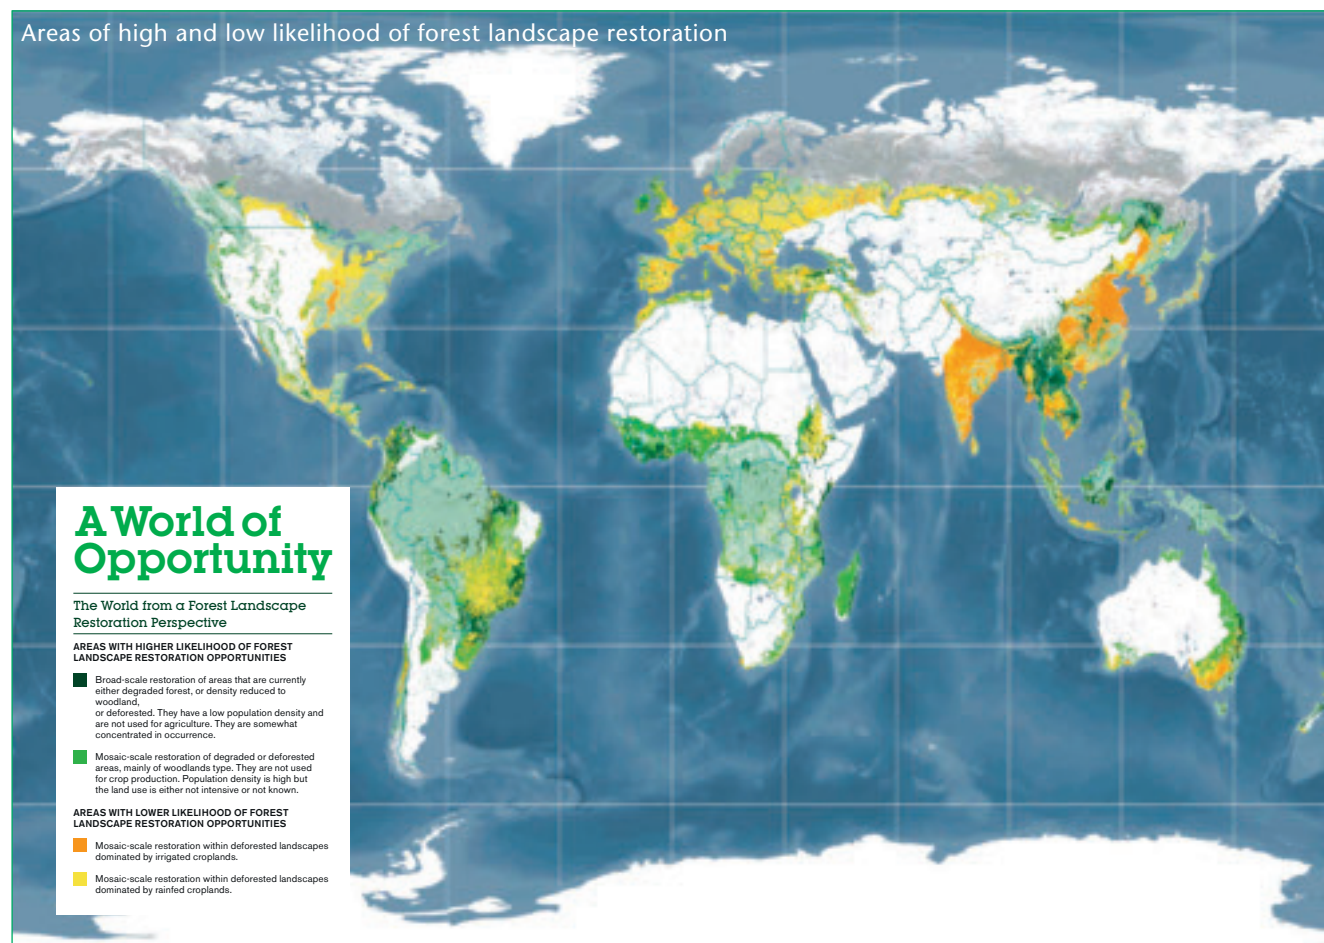 Areas of high and low likelihood of forest landscape restoration
A World of
Opportunity
The World from a Forest Landscape
Restoration Perspective
AREAS WITH HIGHER LIKELIHOOD OF FOREST
LANDSCAPE RESTORATION OPPORTUNITIES
Broad-scale restoration of areas that are currently
either degraded forest, or density reduced to
woodland,
or deforested. They have a low population density and
are not used for agriculture. They are somewhat
concentrated in occurrence.
Mosaic-scale restoration of degraded or deforested
areas, mainly of woodlands type. They are not used
for crop production. Population density is high but
the land use is either not intensive or not known.
AREAS WITH LOWER LIKELIHOOD OF FOREST
LANDSCAPE RESTORATION OPPORTUNITIES
Mosaic-scale restoration within deforested landscapes
dominated by irrigated croplands.
Mosaic-scale restoration within deforested landscapes
dominated by rainfed croplands.